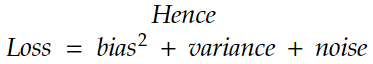 Hence
Loss = bias² + variance + noise